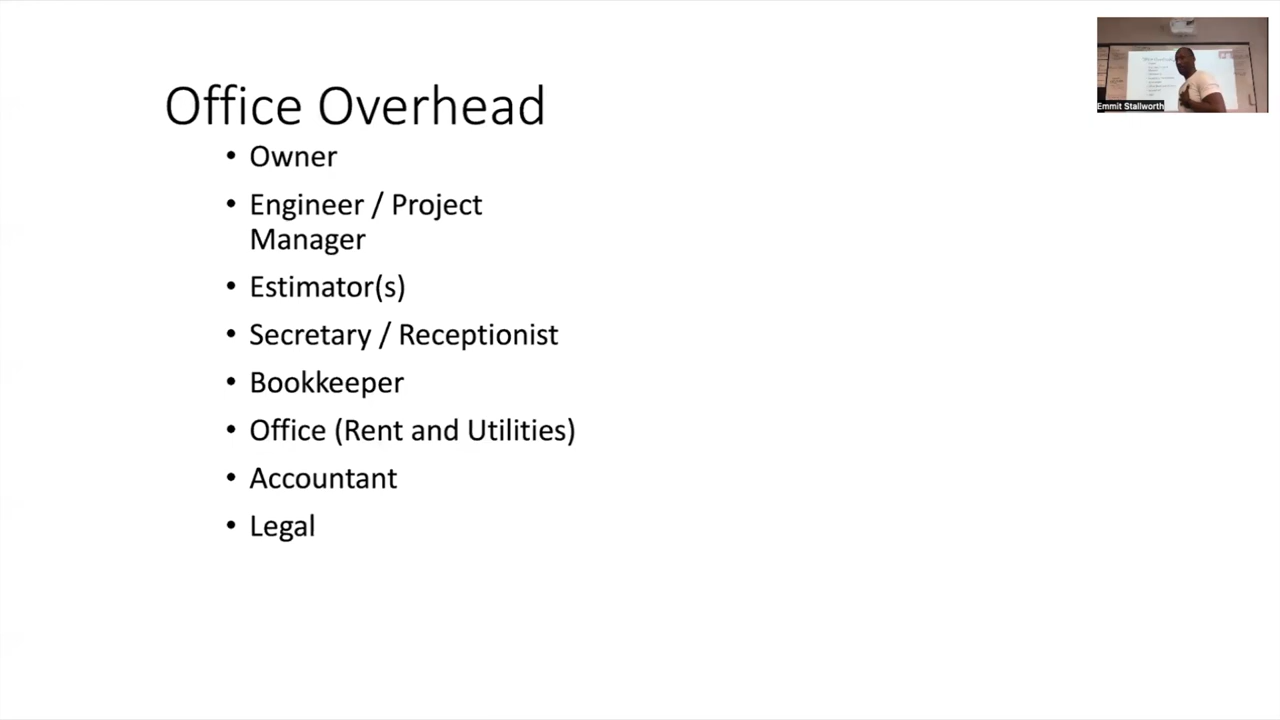 Office Overhead
• Owner
• Engineer / Project
Manager
• Estimator(s)
• Secretary / Receptionist
• Bookkeeper
• Office (Rent and Utilities)
• Accountant
• Legal
Emmit Stallworth